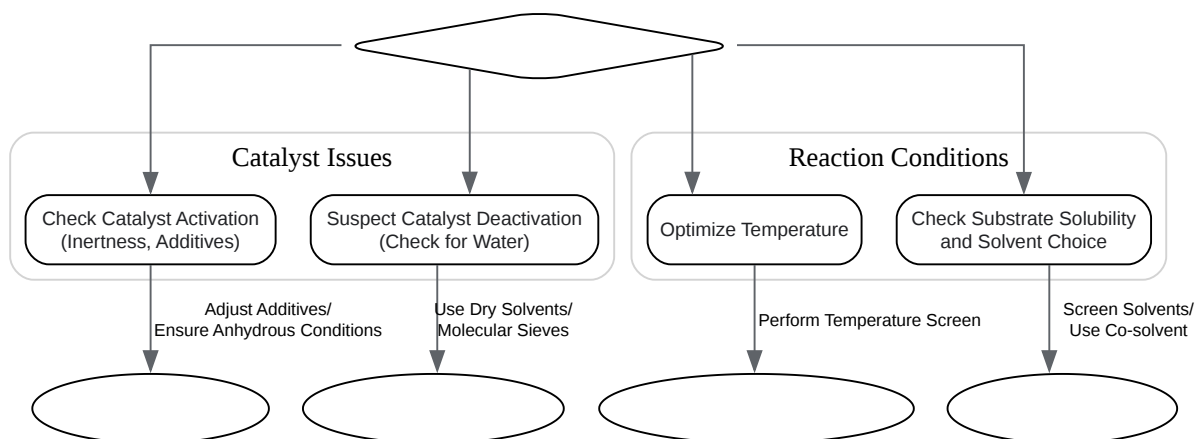 Catalyst Issues
Reaction Conditions
Check Catalyst Activation
(Inertness, Additives)
Suspect Catalyst Deactivation
(Check for Water)
Optimize Temperature
Check Substrate Solubility
and Solvent Choice
Adjust Additives/
Ensure Anhydrous Conditions
Use Dry Solvents/
Molecular Sieves
Perform Temperature Screen
Screen Solvents/
Use Co-solvent